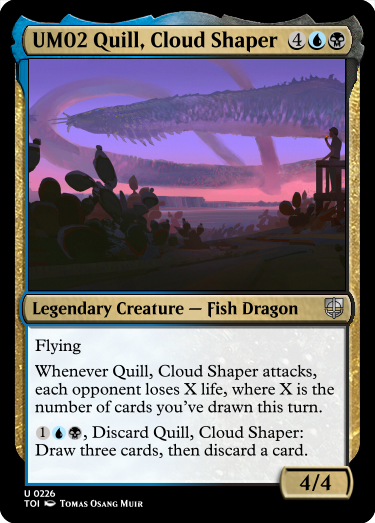 UM02 Quill, Cloud Shaper 4
Legendary Creature — Fish Dragon
Flying
Whenever Quill, Cloud Shaper attacks,
each opponent loses X life, where X is the
number of cards you've drawn this turn.
1, Discard Quill, Cloud Shaper:
Draw three cards, then discard a card.
4/4
U 0226
TOI Tomas Osang Muir